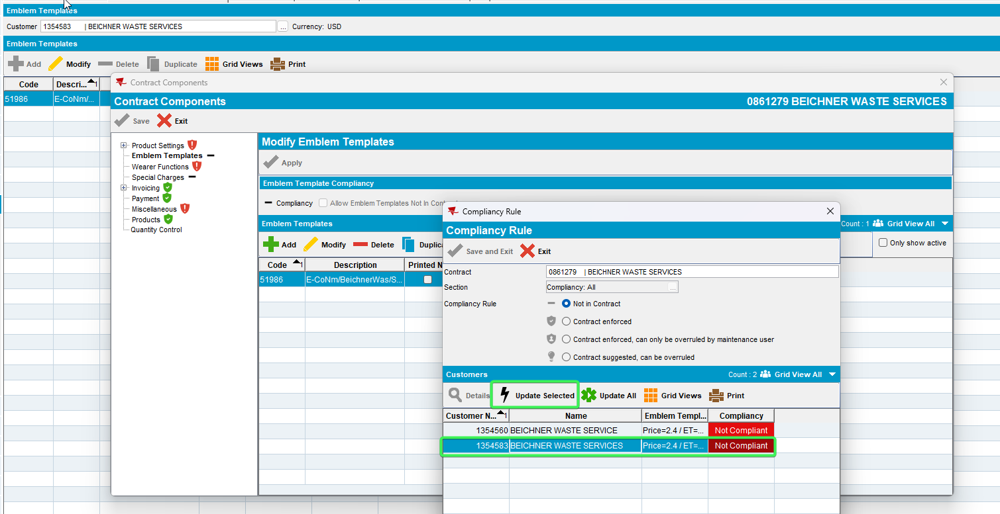 Emblem Templates
Customer 1354583 | BEICHNER WASTE SERVICES ... Currency: USD
Emblem Templates
Add Modify Delete Duplicate Grid Views Print
Code Descri... 1
51986 E-CoNm/...
Contract Components
Contract Components 0861279 BEICHNER WASTE SERVICES
Save Exit
Product Settings
Emblem Templates
Wearer Functions
Special Charges
Invoicing
Payment
Miscellaneous
Products
Quantity Control
Modify Emblem Templates
Apply
Emblem Template Compliancy
Compliancy Allow Emblem Templates Not In
Emblem Templates Count : 1 Grid View All
Add Modify Delete Only show active
Code 1 Description Printed
51986 E-CoNm/BeichnerWas/S...
Compliancy Rule
Compliancy Rule
Save and Exit Exit
Contract 0861279 | BEICHNER WASTE SERVICES
Section Compliancy: All ...
Compliancy Rule Not in Contract
Contract enforced
Contract enforced, can only be overruled by maintenance user
Contract suggested, can be overruled
Customers Count : 2 Grid View All
Details Update Selected Update All Grid Views Print
Customer N... 1 Name Emblem Templ... Compliancy
1354560 BEICHNER WASTE SERVICE Price=2.4 / ET=... Not Compliant
1354583 BEICHNER WASTE SERVICES Price=2.4 / ET=... Not Compliant